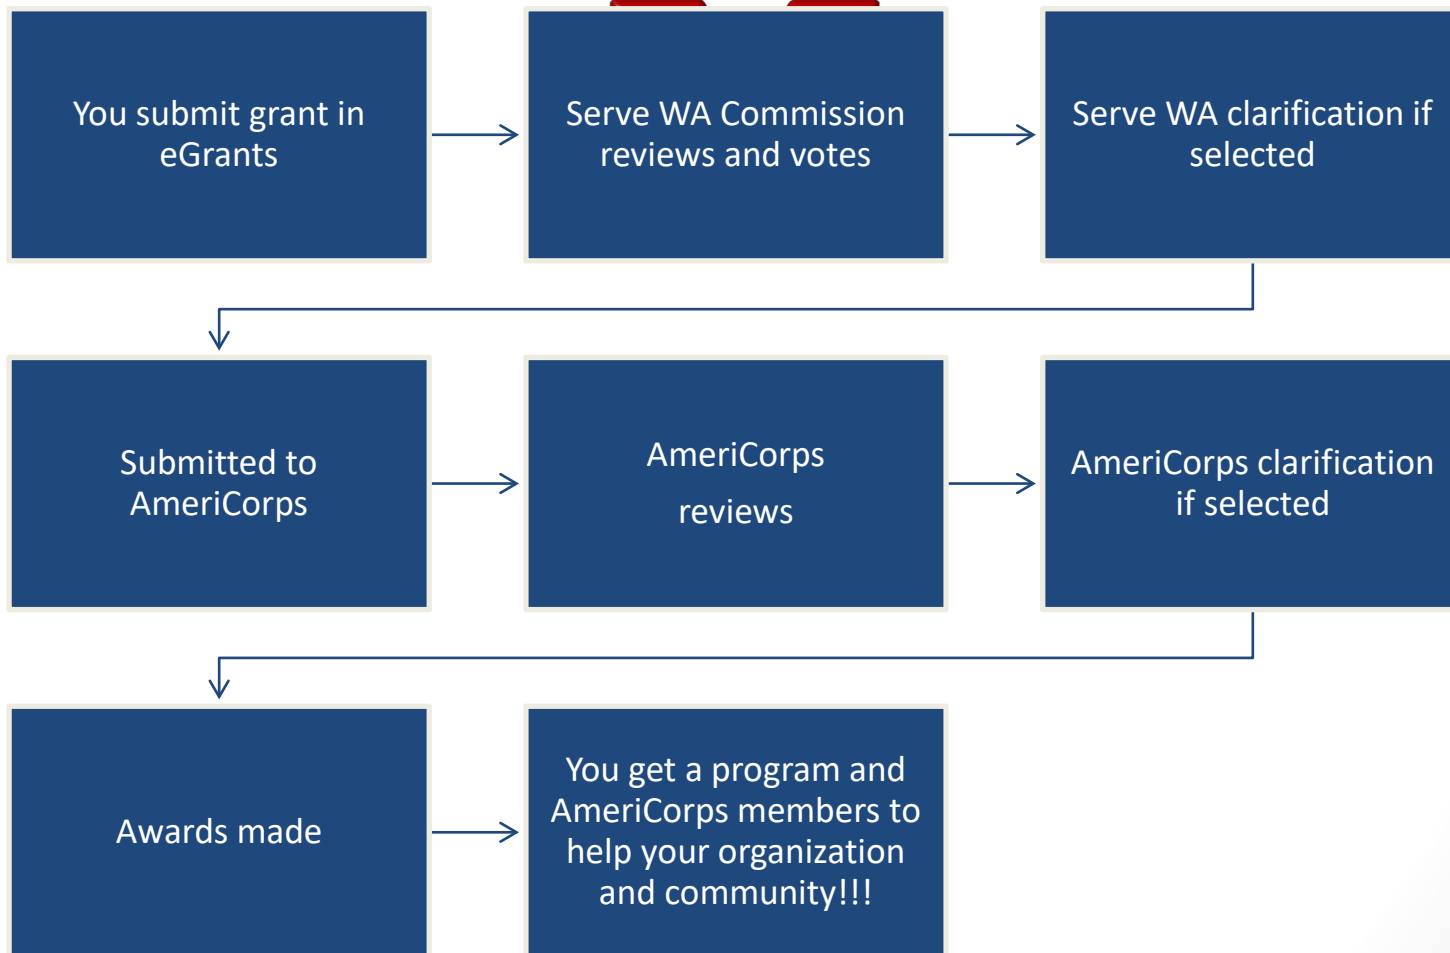 You submit grant in
eGrants
Serve WA Commission
reviews and votes
Serve WA clarification if
selected
Submitted to
AmeriCorps
AmeriCorps
reviews
AmeriCorps clarification
if selected
Awards made
You get a program and
AmeriCorps members to
help your organization
and community!!!